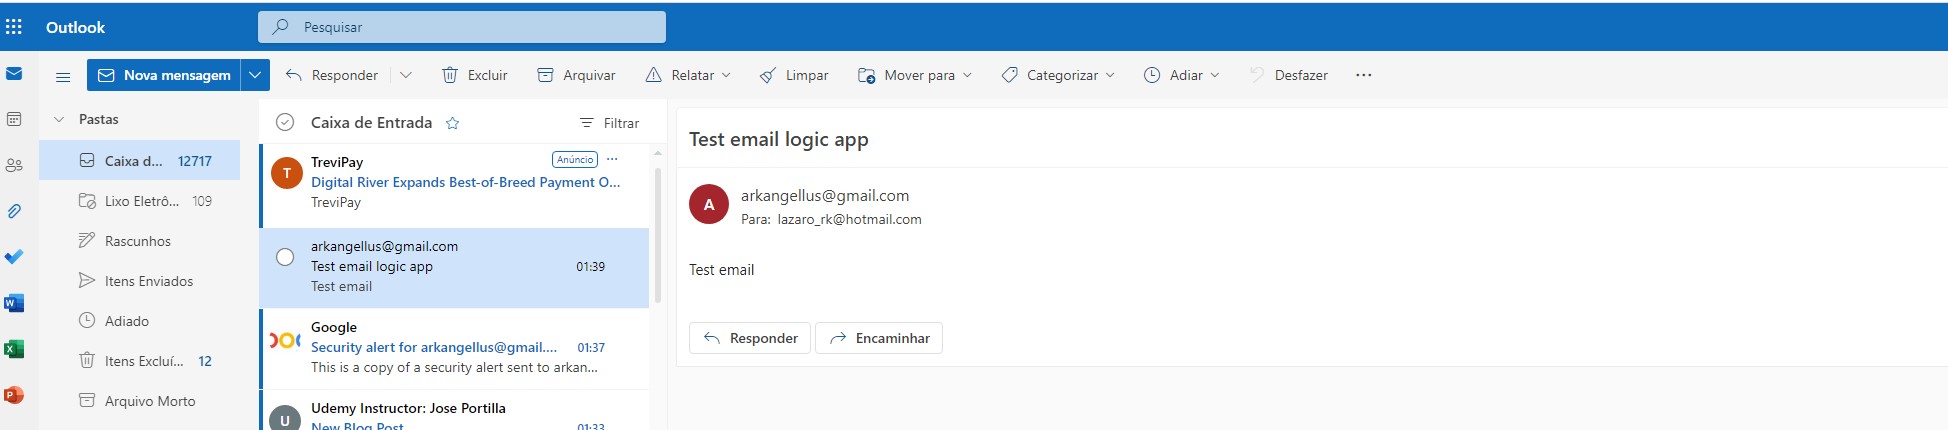 Outlook
Pesquisar
Nova mensagem
Responder
Excluir
Arquivar
Relatar
Limpar
Mover para
Categorizar
Adiar
Desfazer
Pastas
Caixa d... 12717
Lixo Eletrô... 109
Rascunhos
Itens Enviados
Adiado
Itens Excluí... 12
Arquivo Morto
Caixa de Entrada
Filtrar
T
TreviPay
Anúncio
Digital River Expands Best-of-Breed Payment O...
TreviPay
arkangellus@gmail.com
Test email logic app 01:39
Test email
Google
Security alert for arkangellus@gmail.... 01:37
This is a copy of a security alert sent to arkan...
U
Udemy Instructor: Jose Portilla
New Blog Post 01:33
Test email logic app
A
arkangellus@gmail.com
Para: lazaro_rk@hotmail.com
Test email
Responder
Encaminhar